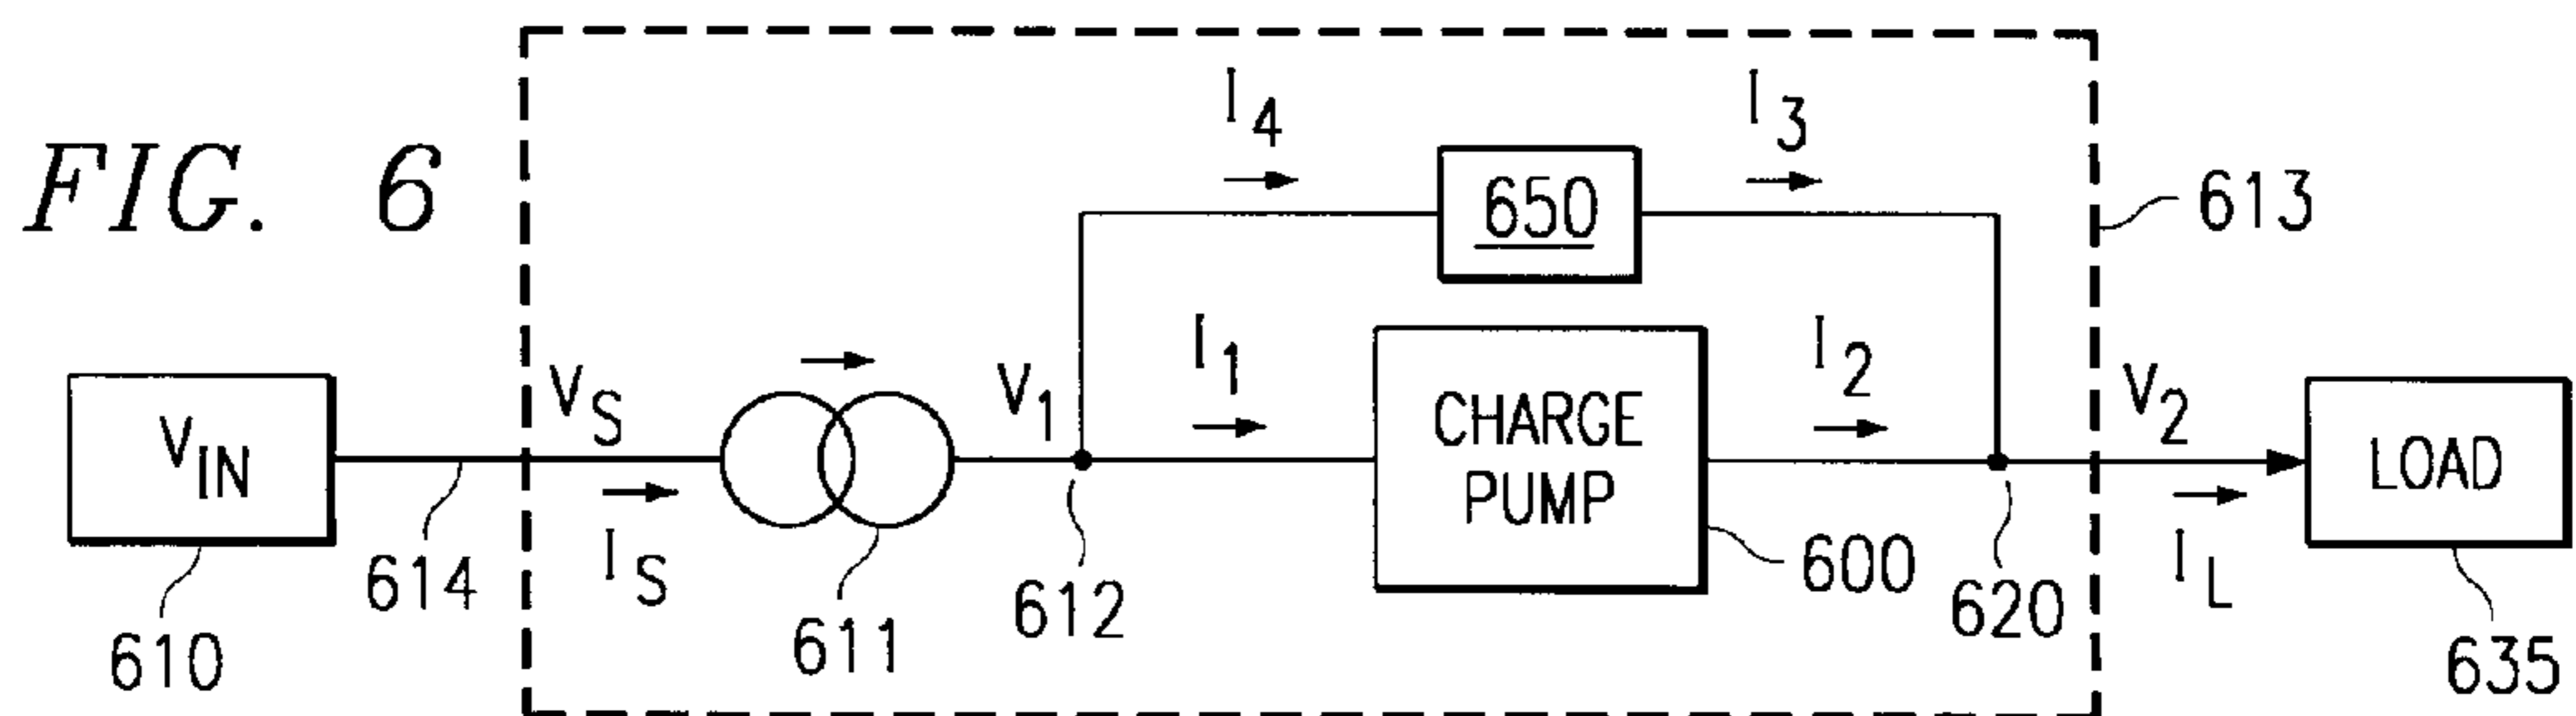 FIG. 6
I4
I3
650
613
I1
I2
VS
V1
V2
VIN
CHARGE
PUMP
LOAD
IS
IL
614
610
611
612
600
620
635